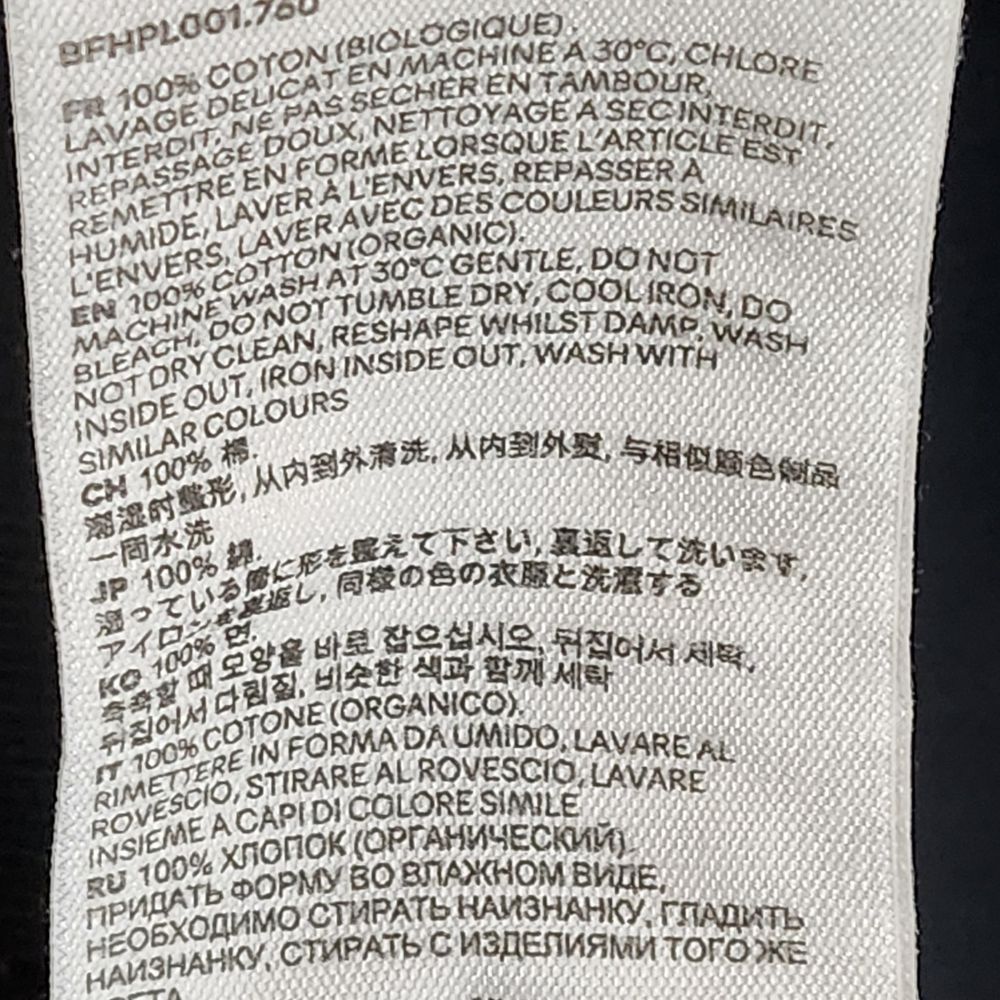 BFHPL001.760
FR 100% COTON (BIOLOGIQUE).
LAVAGE DELICAT EN MACHINE A 30°C, CHLORE
INTERDIT, NE PAS SECHER EN TAMBOUR,
REPASSAGE DOUX, NETTOYAGE A SEC INTERDIT,
REMETTRE EN FORME LORSQUE L'ARTICLE EST
HUMIDE, LAVER À L'ENVERS, REPASSER À
L'ENVERS, LAVER AVEC DES COULEURS SIMILAIRES
EN 100% COTTON (ORGANIC).
MACHINE WASH AT 30°C GENTLE, DO NOT
BLEACH, DO NOT TUMBLE DRY, COOL IRON, DO
NOT DRY CLEAN, RESHAPE WHILST DAMP, WASH
INSIDE OUT, IRON INSIDE OUT, WASH WITH
SIMILAR COLOURS
CH 100% 棉.
潮湿时整形, 从内到外清洗, 从内到外熨, 与相似颜色制品
一同水洗
JP 100% 綿.
湿っている間に形を整えて下さい, 裏返して洗います,
アイロンを裏返し, 同様の色の衣服と洗濯する
KO 100% 면.
축축할 때 모양을 바로 잡으십시오, 뒤집어서 세탁,
뒤집어서 다림질, 비슷한 색과 함께 세탁
IT 100% COTONE (ORGANICO).
RIMETTERE IN FORMA DA UMIDO, LAVARE AL
ROVESCIO, STIRARE AL ROVESCIO, LAVARE
INSIEME A CAPI DI COLORE SIMILE
RU 100% ХЛОПОК (ОРГАНИЧЕСКИЙ).
ПРИДАТЬ ФОРМУ ВО ВЛАЖНОМ ВИДЕ,
НЕОБХОДИМО СТИРАТЬ НАИЗНАНКУ, ГЛАДИТЬ
НАИЗНАНКУ, СТИРАТЬ С ИЗДЕЛИЯМИ ТОГО ЖЕ